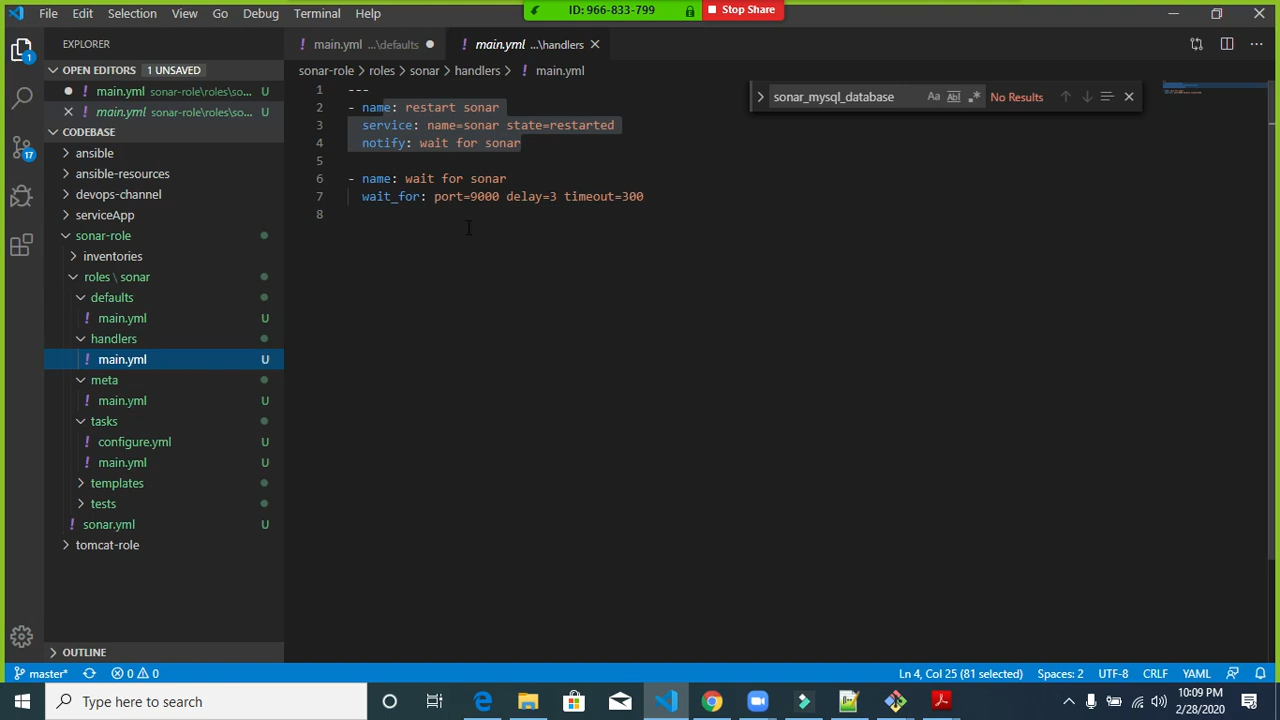 File Edit Selection View Go Debug Terminal Help
ID: 966-833-799
Stop Share
EXPLORER
main.yml ...\defaults
! main.yml ...\handlers
OPEN EDITORS 1 UNSAVED
! main.yml sonar-role\roles\so... U
! main.yml sonar-role\roles\so... U
CODEBASE
ansible
ansible-resources
devops-channel
serviceApp
sonar-role
inventories
roles \ sonar
defaults
! main.yml U
handlers
! main.yml U
meta
! main.yml U
tasks
! configure.yml U
! main.yml U
templates
tests
! sonar.yml U
tomcat-role
OUTLINE
sonar-role > roles > sonar > handlers > ! main.yml
1 ---
2 - name: restart sonar
3 service: name=sonar state=restarted
4 notify: wait for sonar
5
6 - name: wait for sonar
7 wait_for: port=9000 delay=3 timeout=300
8
sonar_mysql_database Aa Abl .* No Results
1
17
master* 0 0
Ln 4, Col 25 (81 selected) Spaces: 2 UTF-8 CRLF YAML
Type here to search
10:09 PM
2/28/2020